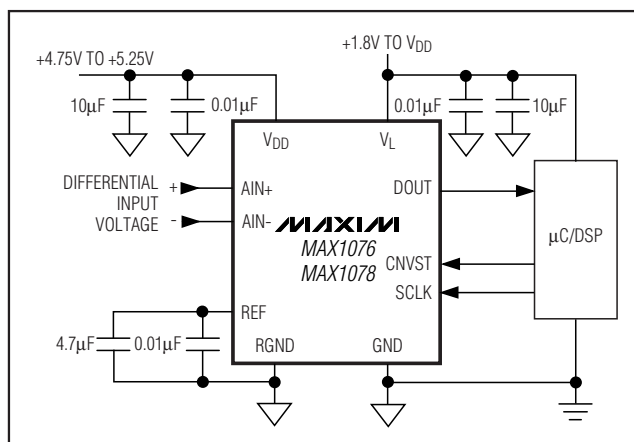 +4.75V TO +5.25V
+1.8V TO VDD
10µF
0.01µF
0.01µF
10µF
VDD
VL
DIFFERENTIAL
INPUT
VOLTAGE
+
-
AIN+
AIN-
DOUT
µC/DSP
MAXIM
MAX1076
MAX1078
CNVST
SCLK
REF
4.7µF
0.01µF
RGND
GND